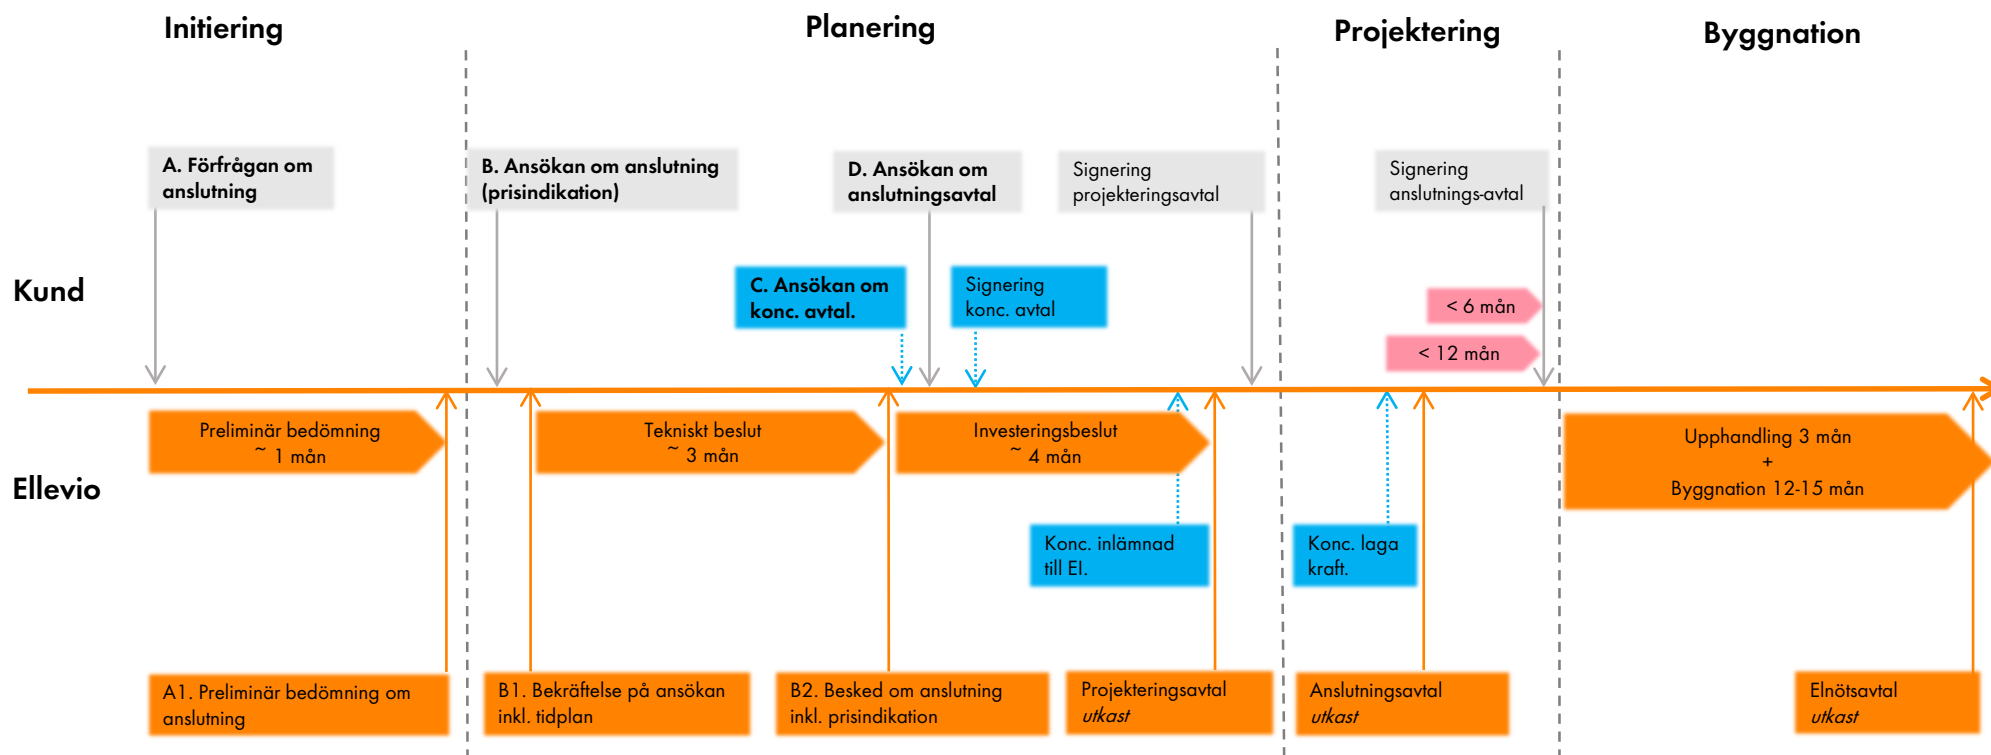 Initiering
Planering
Projektering
Byggnation
A. Förfrågan om
anslutning
B. Ansökan om anslutning
(prisindikation)
D. Ansökan om
anslutningsavtal
Signering
projekteringsavtal
Signering
anslutnings-avtal
Kund
C. Ansökan om
konc. avtal.
Signering
konc. avtal
< 6 mån
< 12 mån
Preliminär bedömning
~ 1 mån
Tekniskt beslut
~ 3 mån
Investeringsbeslut
~ 4 mån
Upphandling 3 mån
+
Byggnation 12-15 mån
Ellevio
Konc. inlämnad
till EI.
Konc. laga
kraft.
A1. Preliminär bedömning om
anslutning
B1. Bekräftelse på ansökan
inkl. tidplan
B2. Besked om anslutning
inkl. prisindikation
Projekteringsavtal
utkast
Anslutningsavtal
utkast
Elnötsavtal
utkast